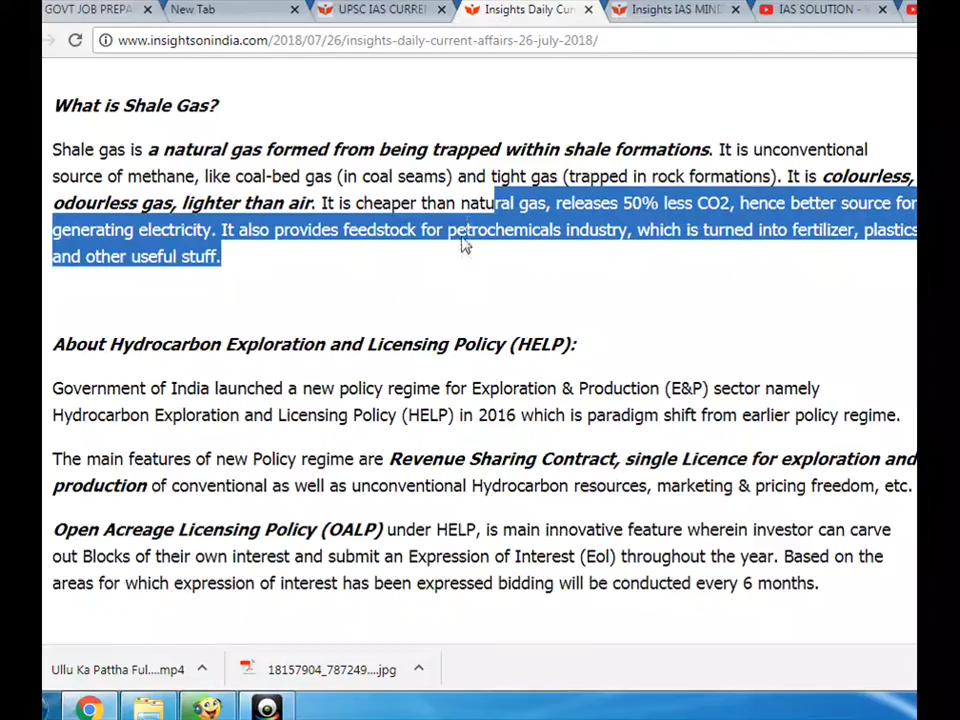 GOVT JOB PREPA
New Tab
UPSC IAS CURREN
Insights Daily Cur
Insights IAS MIND
IAS SOLUTION -
www.insightsonindia.com/2018/07/26/insights-daily-current-affairs-26-july-2018/
What is Shale Gas?
Shale gas is a natural gas formed from being trapped within shale formations. It is unconventional
source of methane, like coal-bed gas (in coal seams) and tight gas (trapped in rock formations). It is colourless,
odourless gas, lighter than air. It is cheaper than natural gas, releases 50% less CO2, hence better source for
generating electricity. It also provides feedstock for petrochemicals industry, which is turned into fertilizer, plastics
and other useful stuff.
About Hydrocarbon Exploration and Licensing Policy (HELP):
Government of India launched a new policy regime for Exploration & Production (E&P) sector namely
Hydrocarbon Exploration and Licensing Policy (HELP) in 2016 which is paradigm shift from earlier policy regime.
The main features of new Policy regime are Revenue Sharing Contract, single Licence for exploration and
production of conventional as well as unconventional Hydrocarbon resources, marketing & pricing freedom, etc.
Open Acreage Licensing Policy (OALP) under HELP, is main innovative feature wherein investor can carve
out Blocks of their own interest and submit an Expression of Interest (EoI) throughout the year. Based on the
areas for which expression of interest has been expressed bidding will be conducted every 6 months.
Ullu Ka Pattha Ful....mp4
18157904_787249....jpg